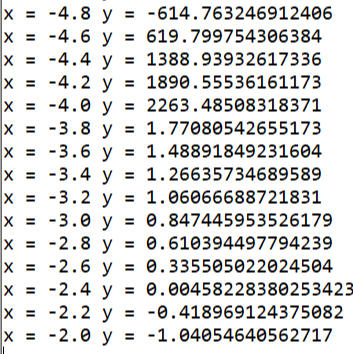 x = -4.8 y = -614.763246912406
x = -4.6 y = 619.799754306384
x = -4.4 y = 1388.93932617336
x = -4.2 y = 1890.55536161173
x = -4.0 y = 2263.48508318371
x = -3.8 y = 1.77080542655173
x = -3.6 y = 1.48891849231604
x = -3.4 y = 1.26635734689589
x = -3.2 y = 1.06066688721831
x = -3.0 y = 0.847445953526179
x = -2.8 y = 0.610394497794239
x = -2.6 y = 0.335505022024504
x = -2.4 y = 0.00458228380253423
x = -2.2 y = -0.418969124375082
x = -2.0 y = -1.04054640562717